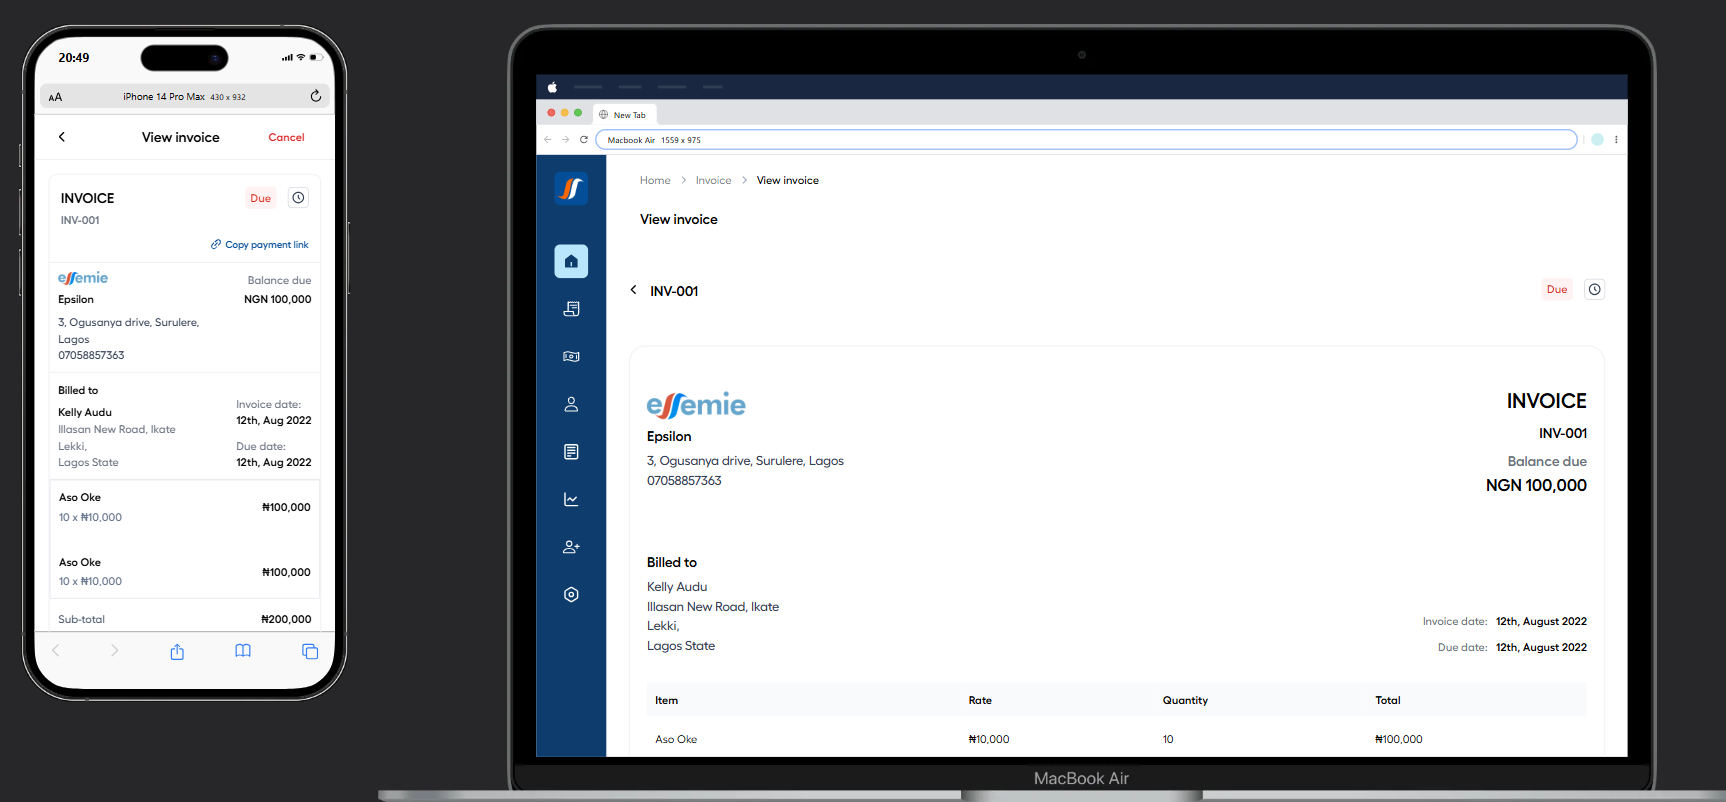 20:49
AA
iPhone 14 Pro Max 430 x 932
View invoice
Cancel
INVOICE
Due
INV-001
Copy payment link
essemie
Balance due
Epsilon
NGN 100,000
3, Ogusanya drive, Surulere,
Lagos
07058857363
Billed to
Kelly Audu
Illasan New Road, Ikate
Lekki,
Lagos State
Invoice date:
12th, Aug 2022
Due date:
12th, Aug 2022
Aso Oke
10 x ₦10,000
₦100,000
Aso Oke
10 x ₦10,000
₦100,000
Sub-total
₦200,000
New Tab
Macbook Air 1559 x 975
Home > Invoice > View invoice
View invoice
INV-001
Due
essemie
Epsilon
3, Ogusanya drive, Surulere, Lagos
07058857363
INVOICE
INV-001
Balance due
NGN 100,000
Billed to
Kelly Audu
Illasan New Road, Ikate
Lekki,
Lagos State
Invoice date: 12th, August 2022
Due date: 12th, August 2022
Item Rate Quantity Total
Aso Oke ₦10,000 10 ₦100,000
MacBook Air